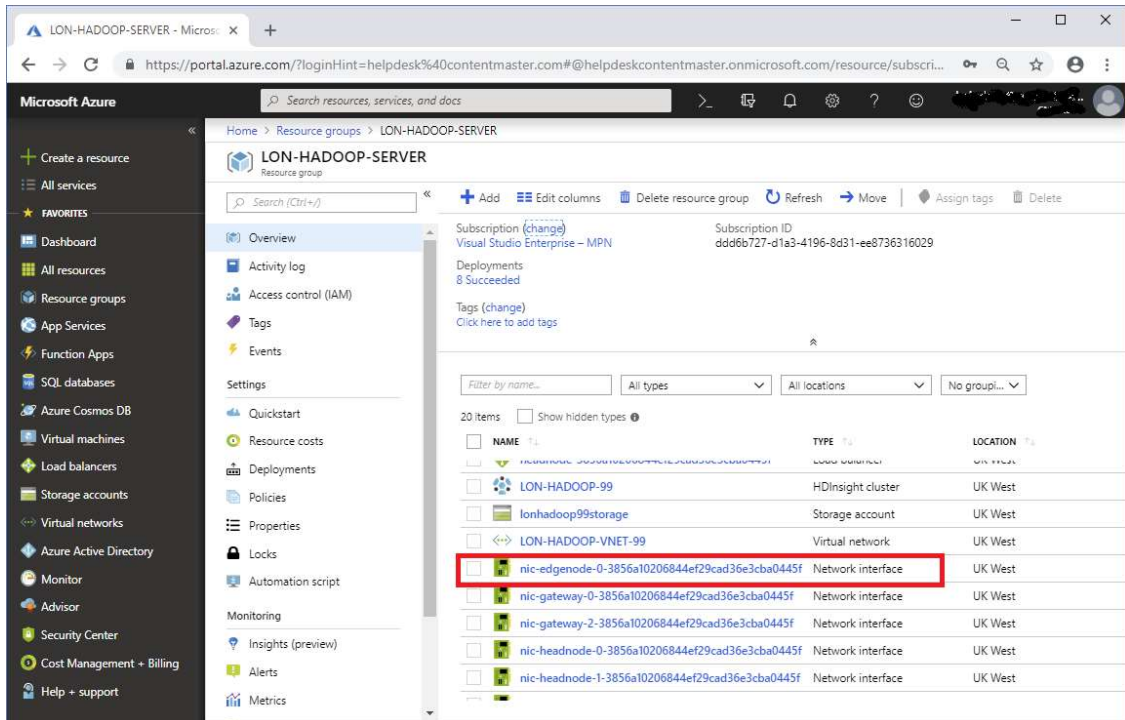 LON-HADOOP-SERVER - Micros
https://portal.azure.com/?loginHint=helpdesk%40contentmaster.com#@helpdeskcontentmaster.onmicrosoft.com/resource/subscri...
Microsoft Azure
Search resources, services, and docs
Home > Resource groups > LON-HADOOP-SERVER
Create a resource
All services
FAVORITES
Dashboard
All resources
Resource groups
App Services
Function Apps
SQL databases
Azure Cosmos DB
Virtual machines
Load balancers
Storage accounts
Virtual networks
Azure Active Directory
Monitor
Advisor
Security Center
Cost Management + Billing
Help + support
LON-HADOOP-SERVER
Resource group
Search (Ctrl+/)
Overview
Activity log
Access control (IAM)
Tags
Events
Settings
Quickstart
Resource costs
Deployments
Policies
Properties
Locks
Automation script
Monitoring
Insights (preview)
Alerts
Metrics
Add Edit columns Delete resource group Refresh Move Assign tags Delete
Subscription (change) Subscription ID
Visual Studio Enterprise – MPN ddd6b727-d1a3-4196-8d31-ee8736316029
Deployments
8 Succeeded
Tags (change)
Click here to add tags
Filter by name... All types All locations No groupi...
20 items Show hidden types
NAME TYPE LOCATION
LON-HADOOP-99 HDInsight cluster UK West
lonhadoop99storage Storage account UK West
LON-HADOOP-VNET-99 Virtual network UK West
nic-edgenode-0-3856a10206844ef29cad36e3cba0445f Network interface UK West
nic-gateway-0-3856a10206844ef29cad36e3cba0445f Network interface UK West
nic-gateway-2-3856a10206844ef29cad36e3cba0445f Network interface UK West
nic-headnode-0-3856a10206844ef29cad36e3cba0445f Network interface UK West
nic-headnode-1-3856a10206844ef29cad36e3cba0445f Network interface UK West